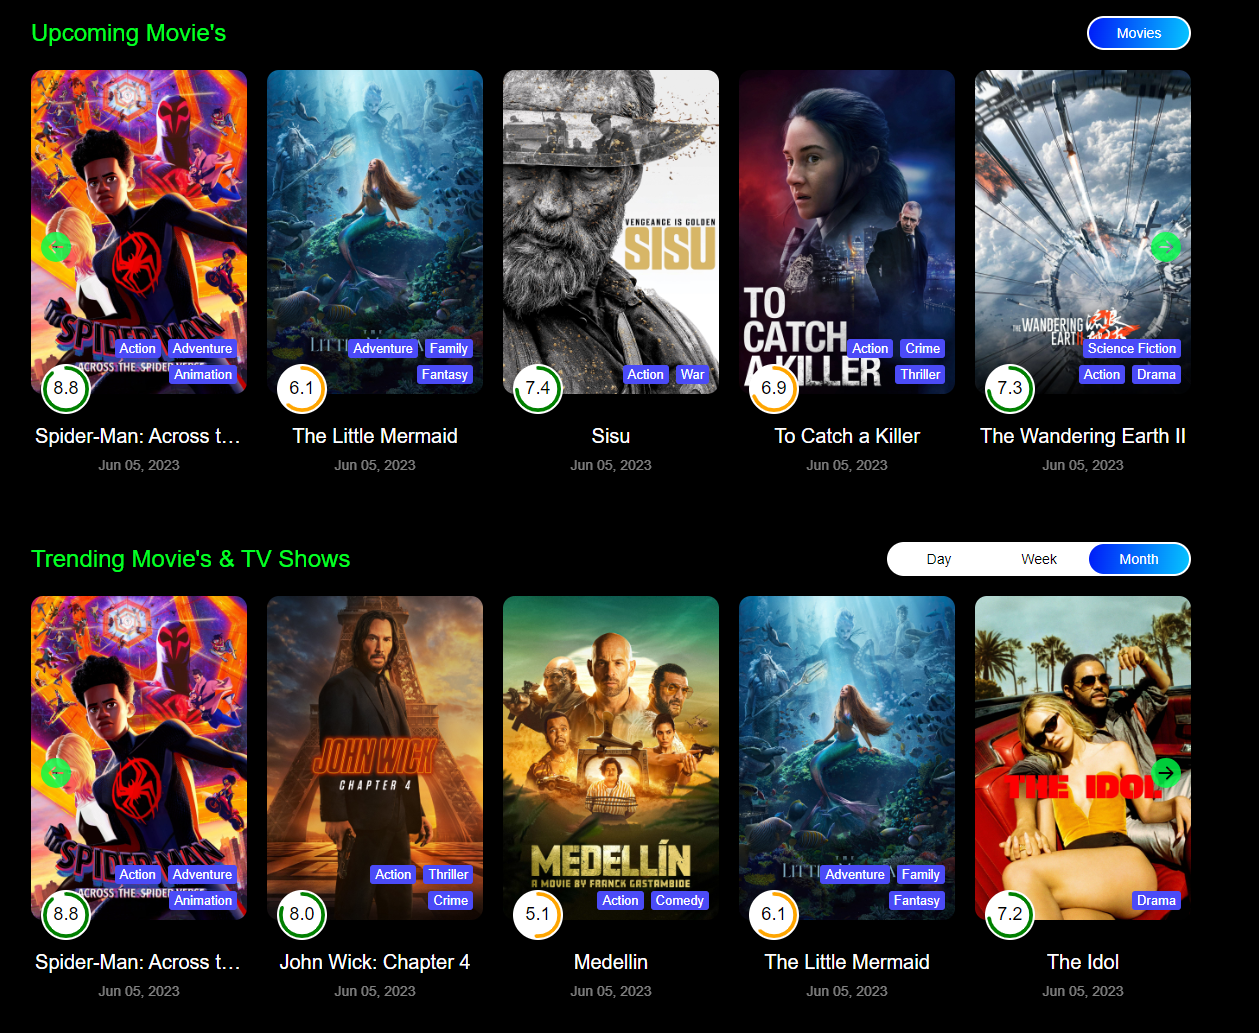 Upcoming Movie's
Movies
VENGEANCE IS GOLDEN
SISU
TO
CATCH
A KILLER
THE WANDERING
EARTH
流浪
SPIDER-MAN
ACROSS THE SPIDER-VERSE
Action Adventure
Animation
Adventure Family
Fantasy
Action War
Action Crime
Thriller
Science Fiction
Action Drama
8.8
6.1
7.4
6.9
7.3
Spider-Man: Across t...
The Little Mermaid
Sisu
To Catch a Killer
The Wandering Earth II
Jun 05, 2023
Jun 05, 2023
Jun 05, 2023
Jun 05, 2023
Jun 05, 2023
Trending Movie's & TV Shows
Day Week Month
JOHN WICK
CHAPTER 4
THE IDOL
SPIDER-MAN
ACROSS THE SPIDER-VERSE
MEDELLÍN
A MOVIE BY FRANCK GASTAMBIDE
Action Adventure
Animation
Action Thriller
Crime
Action Comedy
Adventure Family
Fantasy
Drama
8.8
8.0
5.1
6.1
7.2
Spider-Man: Across t...
John Wick: Chapter 4
Medellin
The Little Mermaid
The Idol
Jun 05, 2023
Jun 05, 2023
Jun 05, 2023
Jun 05, 2023
Jun 05, 2023